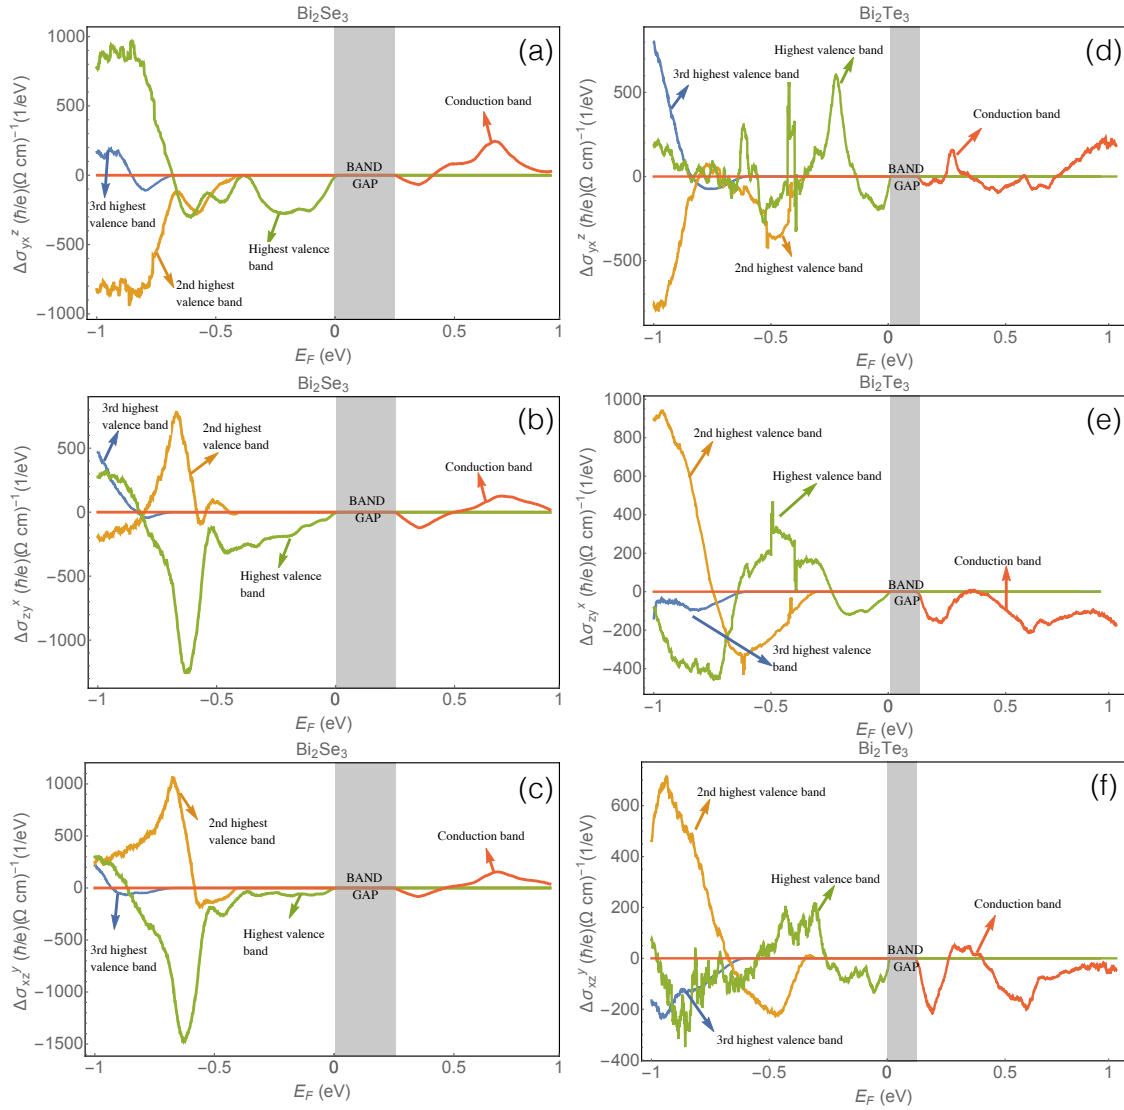 Bi₂Se₃
(a)
Δσyxᶻ (ħ/e)(Ω cm)⁻¹(1/eV)
1000
500
0
−500
−1000
Conduction band
BAND
GAP
3rd highest
valence band
Highest valence
band
2nd highest
valence band
−1 −0.5 0 0.5 1
E_F (eV)
Bi₂Te₃
(d)
Δσyxᶻ (ħ/e)(Ω cm)⁻¹(1/eV)
500
0
−500
Highest valence band
3rd highest valence band
Conduction band
BAND
GAP
2nd highest valence band
−1 −0.5 0 0.5 1
E_F (eV)
Bi₂Se₃
(b)
Δσzyˣ (ħ/e)(Ω cm)⁻¹(1/eV)
500
0
−500
−1000
3rd highest
valence band
2nd highest
valence band
Conduction band
BAND
GAP
Highest valence
band
−1 −0.5 0 0.5 1
E_F (eV)
Bi₂Te₃
(e)
Δσzyˣ (ħ/e)(Ω cm)⁻¹(1/eV)
1000
800
600
400
200
0
−200
−400
2nd highest valence band
Highest valence band
Conduction band
BAND
GAP
3rd highest valence
band
−1 −0.5 0 0.5 1
E_F (eV)
Bi₂Se₃
(c)
Δσxzʸ (ħ/e)(Ω cm)⁻¹(1/eV)
1000
500
0
−500
−1000
−1500
2nd highest
valence band
Conduction band
BAND
GAP
3rd highest
valence band
Highest valence
band
−1 −0.5 0 0.5 1
E_F (eV)
Bi₂Te₃
(f)
Δσxzʸ (ħ/e)(Ω cm)⁻¹(1/eV)
600
400
200
0
−200
−400
2nd highest valence band
Highest valence band
Conduction band
BAND
GAP
3rd highest valence band
−1 −0.5 0 0.5 1
E_F (eV)